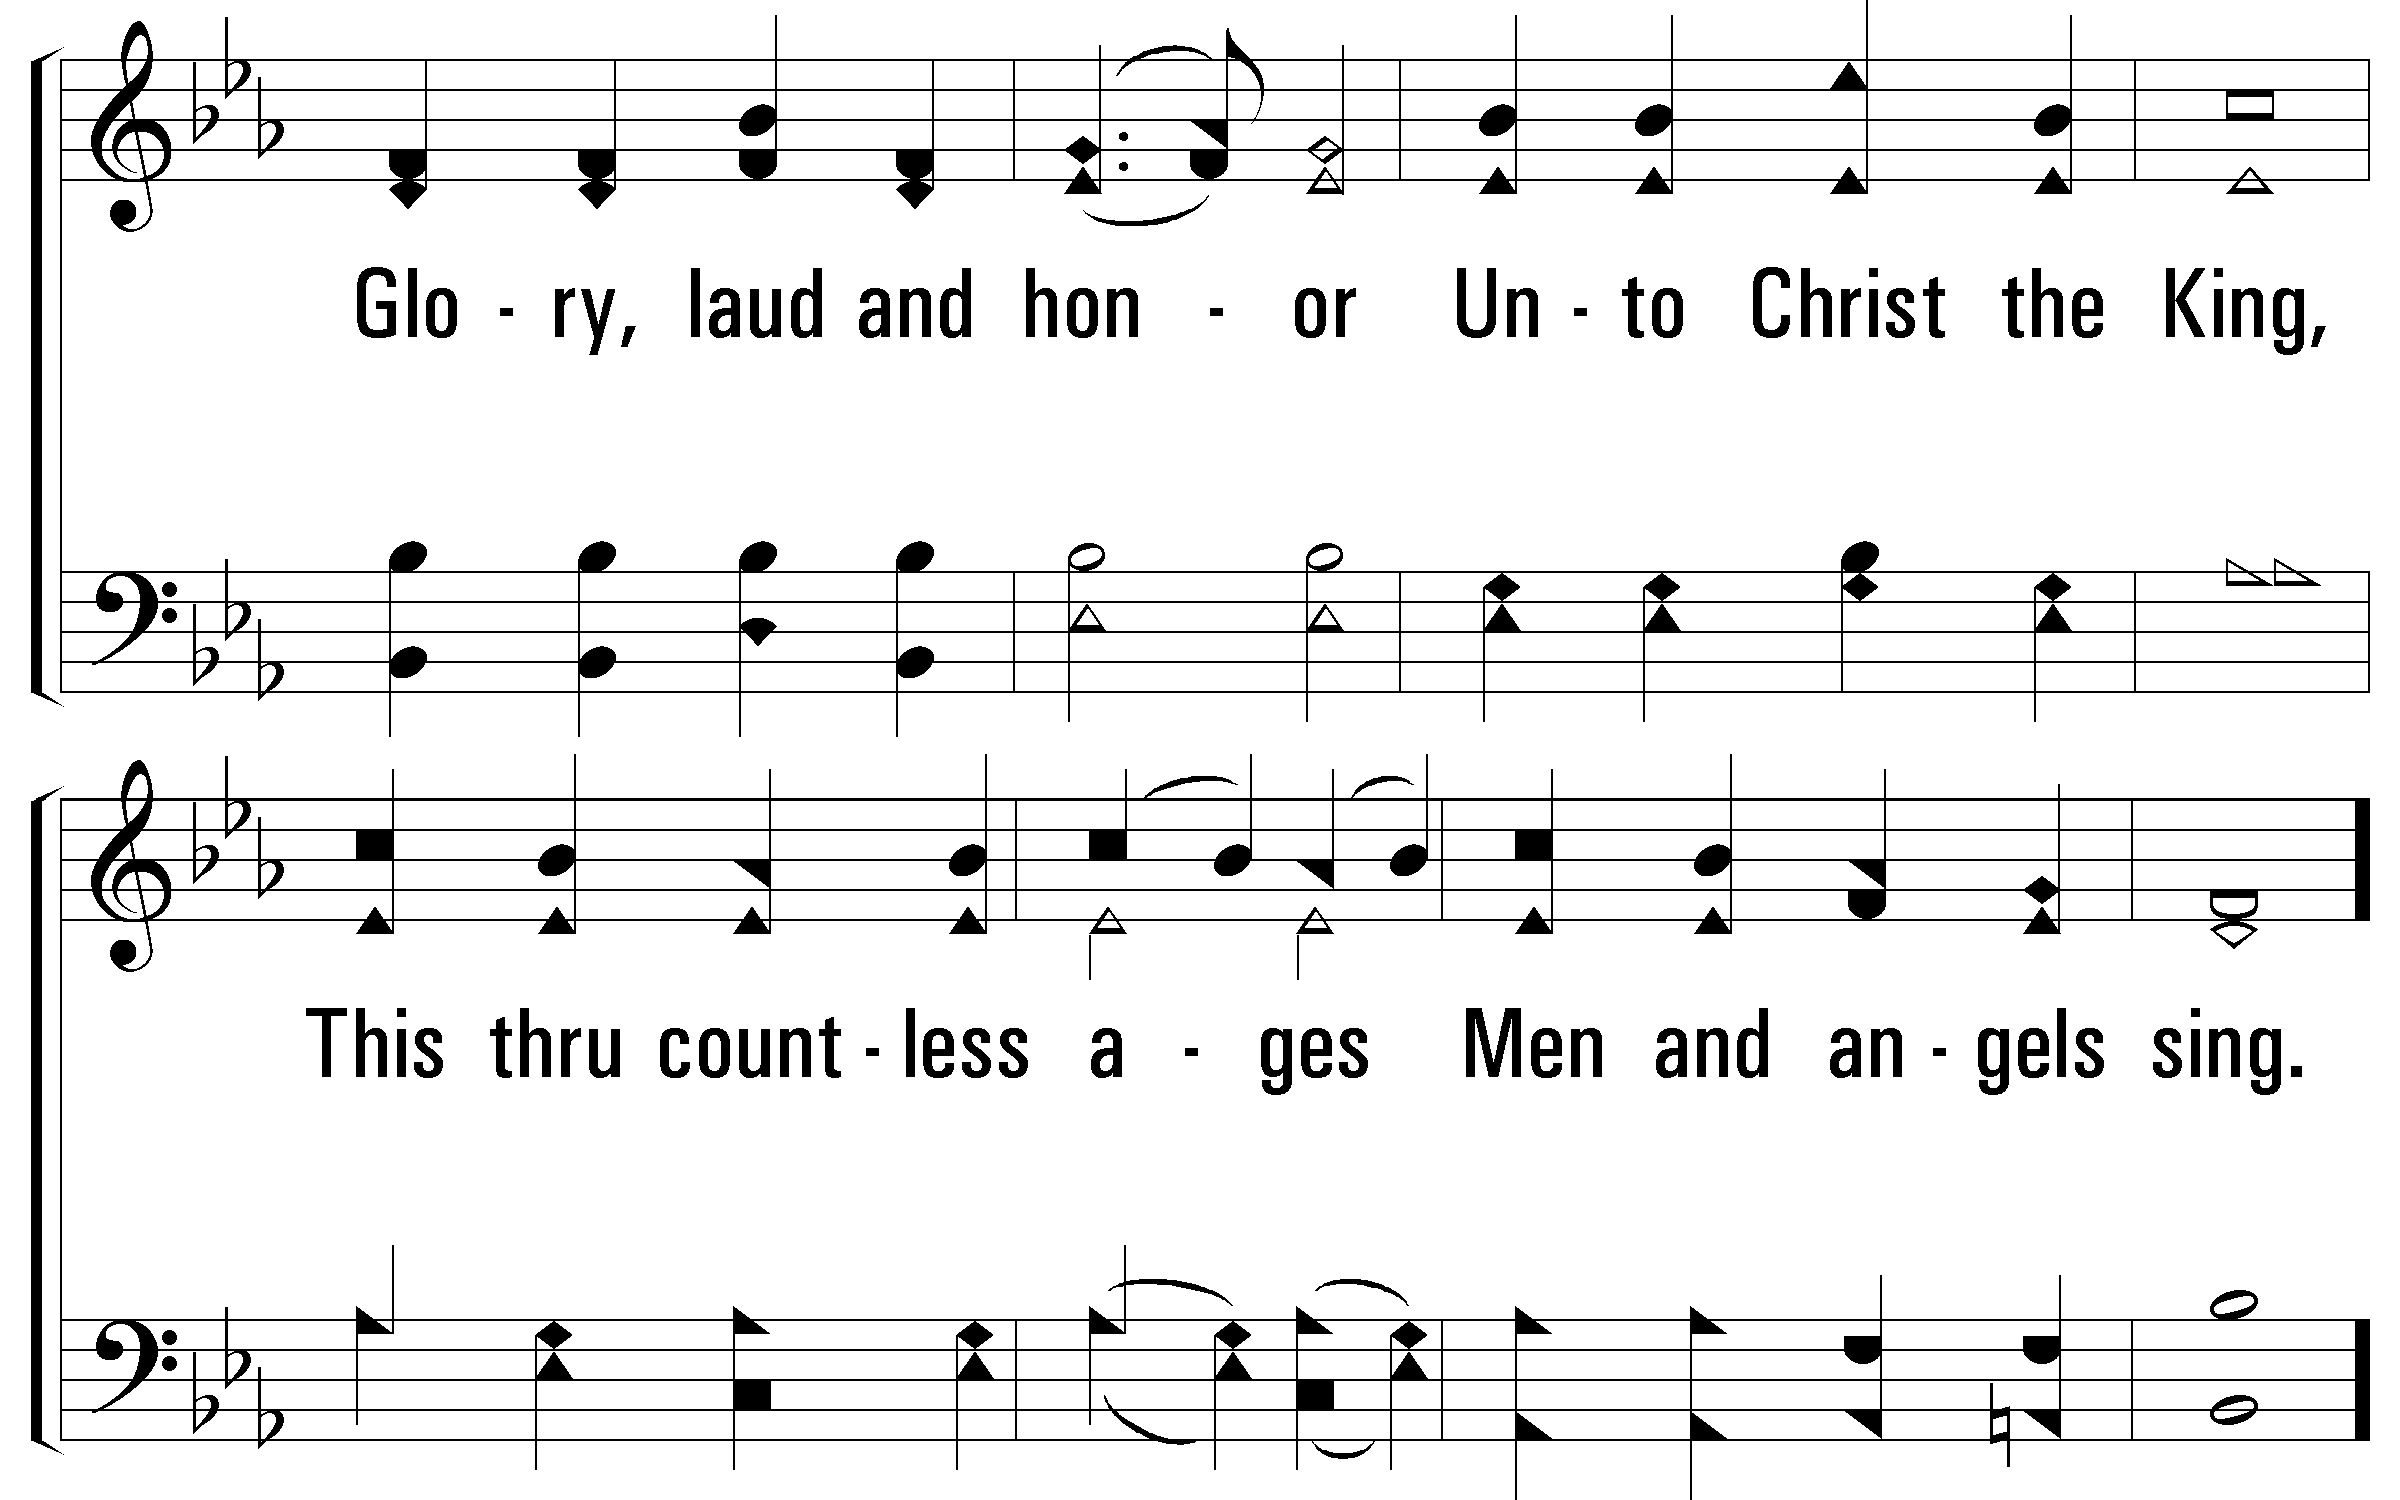 Glo - ry, laud and hon - or Un - to Christ the King,
This thru count - less a - ges Men and an - gels sing.